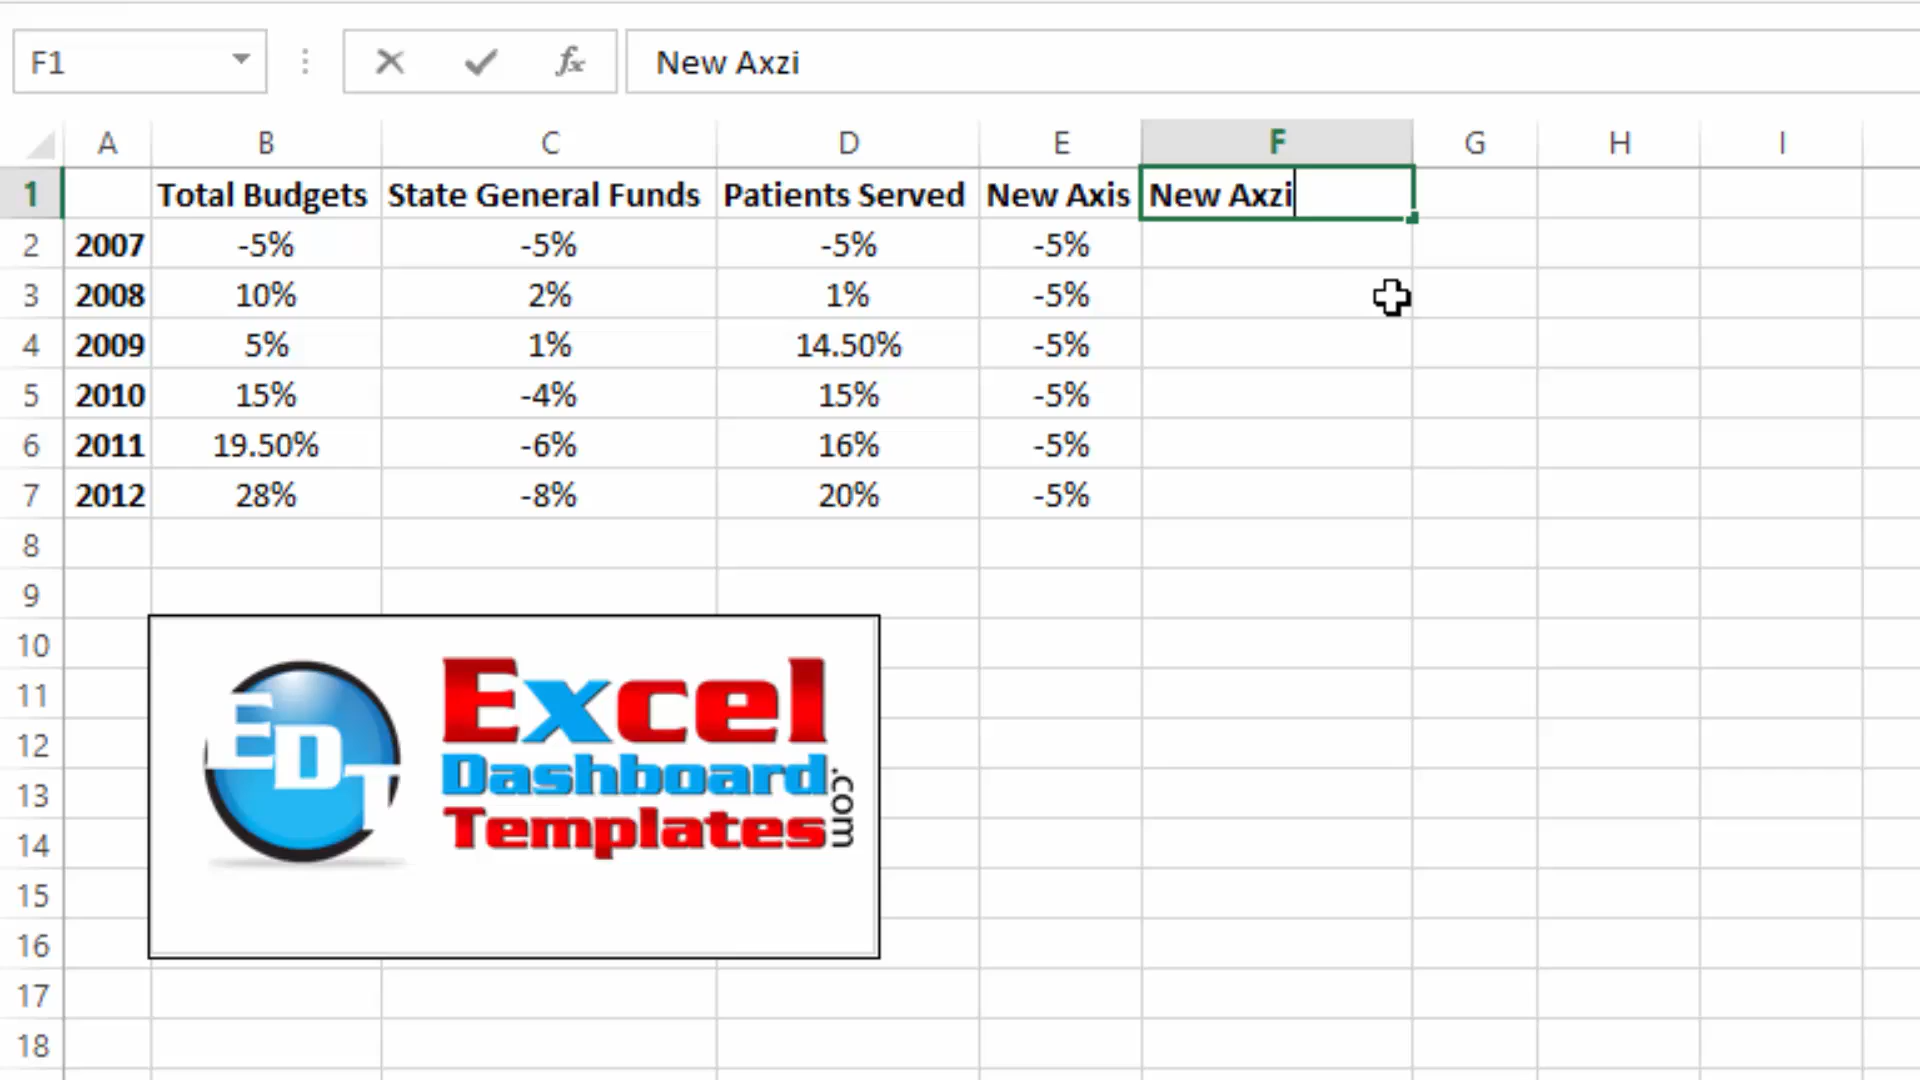 F1 fx New Axzi
A B C D E F G H I
1 Total Budgets State General Funds Patients Served New Axis New Axzi
2 2007 -5% -5% -5% -5%
3 2008 10% 2% 1% -5%
4 2009 5% 1% 14.50% -5%
5 2010 15% -4% 15% -5%
6 2011 19.50% -6% 16% -5%
7 2012 28% -8% 20% -5%
8
9
10
11
12
13
14
15
16
17
18
EDT
Excel
Dashboard
Templates
.com